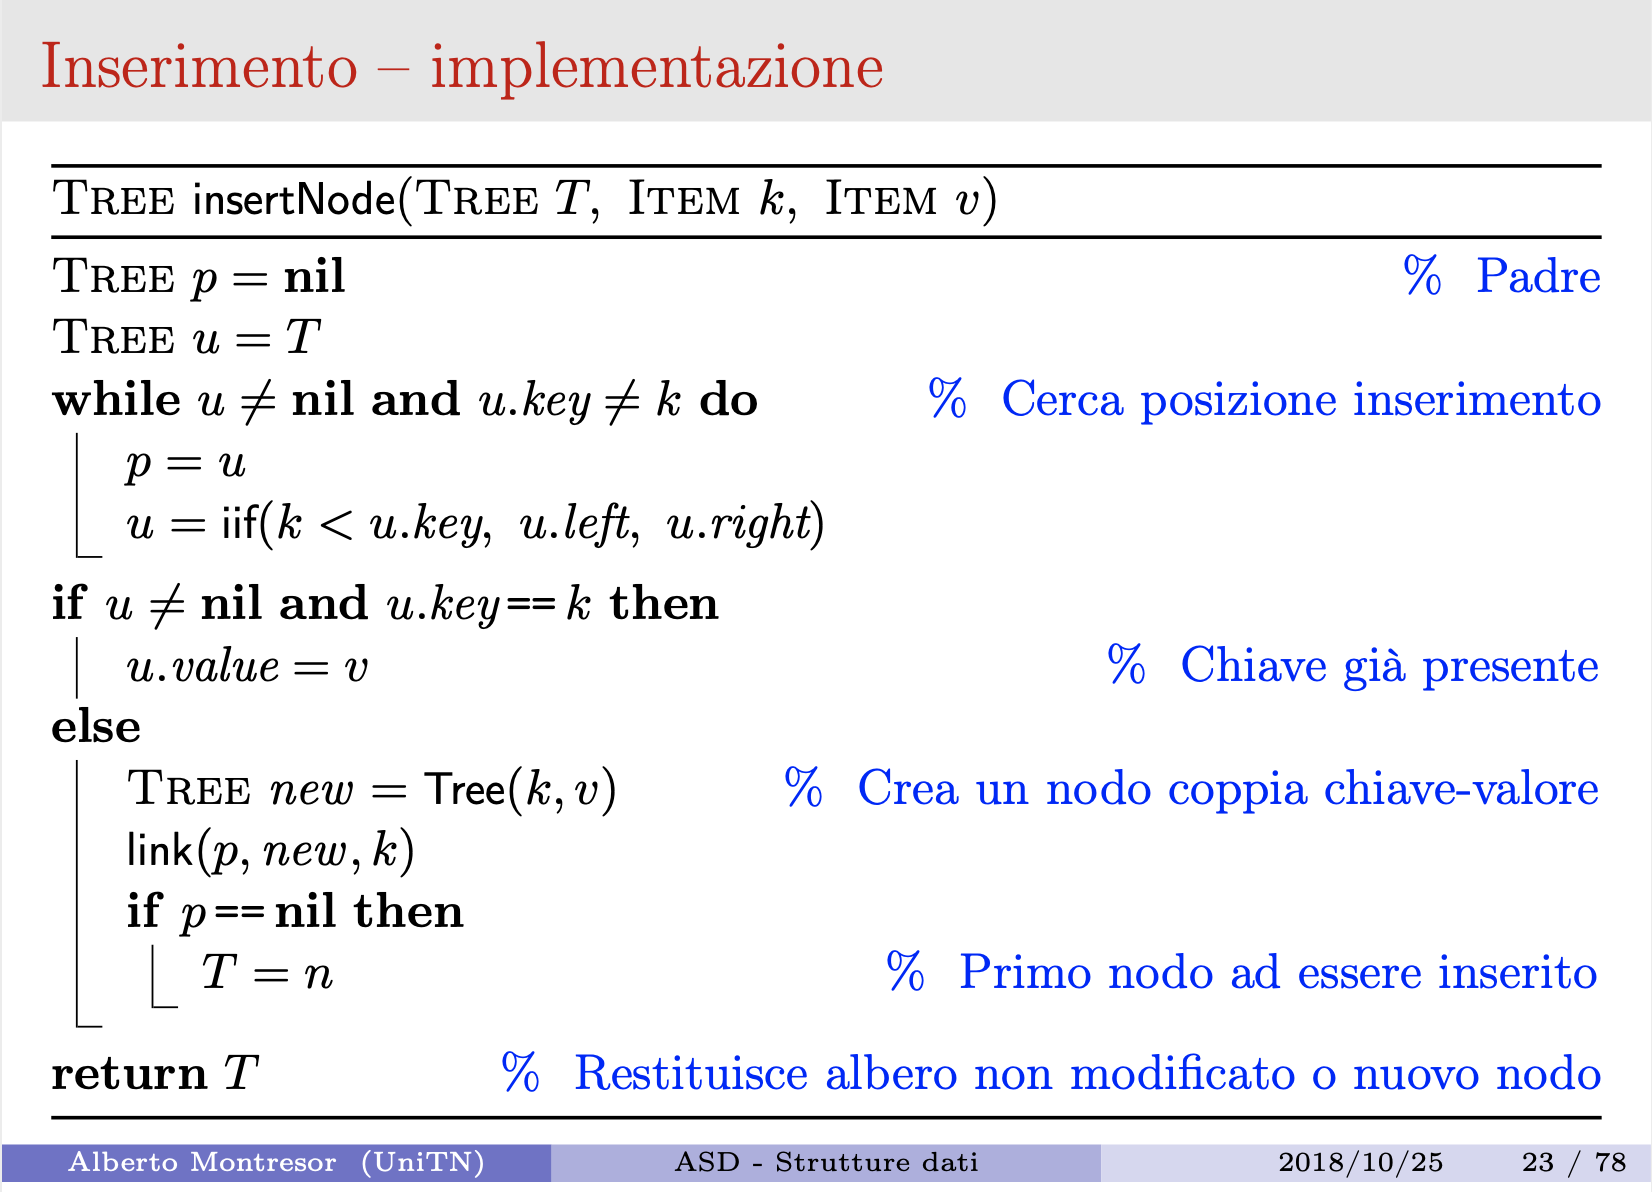 Inserimento – implementazione
TREE insertNode(TREE T, ITEM k, ITEM v)
TREE p = nil % Padre
TREE u = T
while u ≠ nil and u.key ≠ k do % Cerca posizione inserimento
p = u
u = iif(k < u.key, u.left, u.right)
if u ≠ nil and u.key == k then
u.value = v % Chiave già presente
else
TREE new = Tree(k, v) % Crea un nodo coppia chiave-valore
link(p, new, k)
if p == nil then
T = n % Primo nodo ad essere inserito
return T % Restituisce albero non modificato o nuovo nodo
Alberto Montresor (UniTN) ASD - Strutture dati 2018/10/25 23 / 78